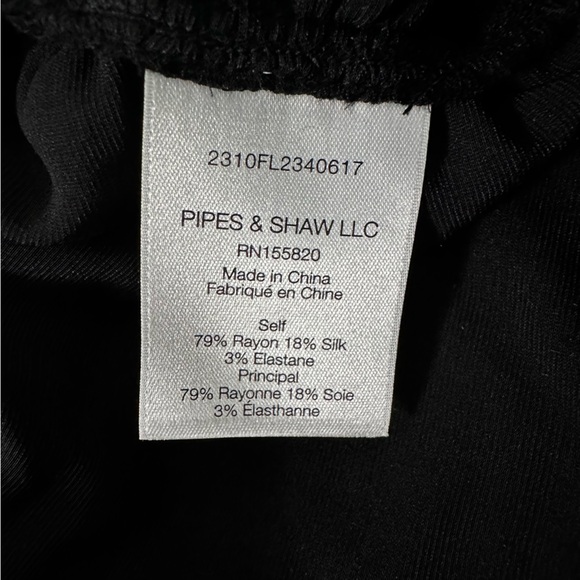 2310FL2340617
PIPES & SHAW LLC
RN155820
Made in China
Fabriqué en Chine
Self
79% Rayon 18% Silk
3% Elastane
Principal
79% Rayonne 18% Soie
3% Élasthanne